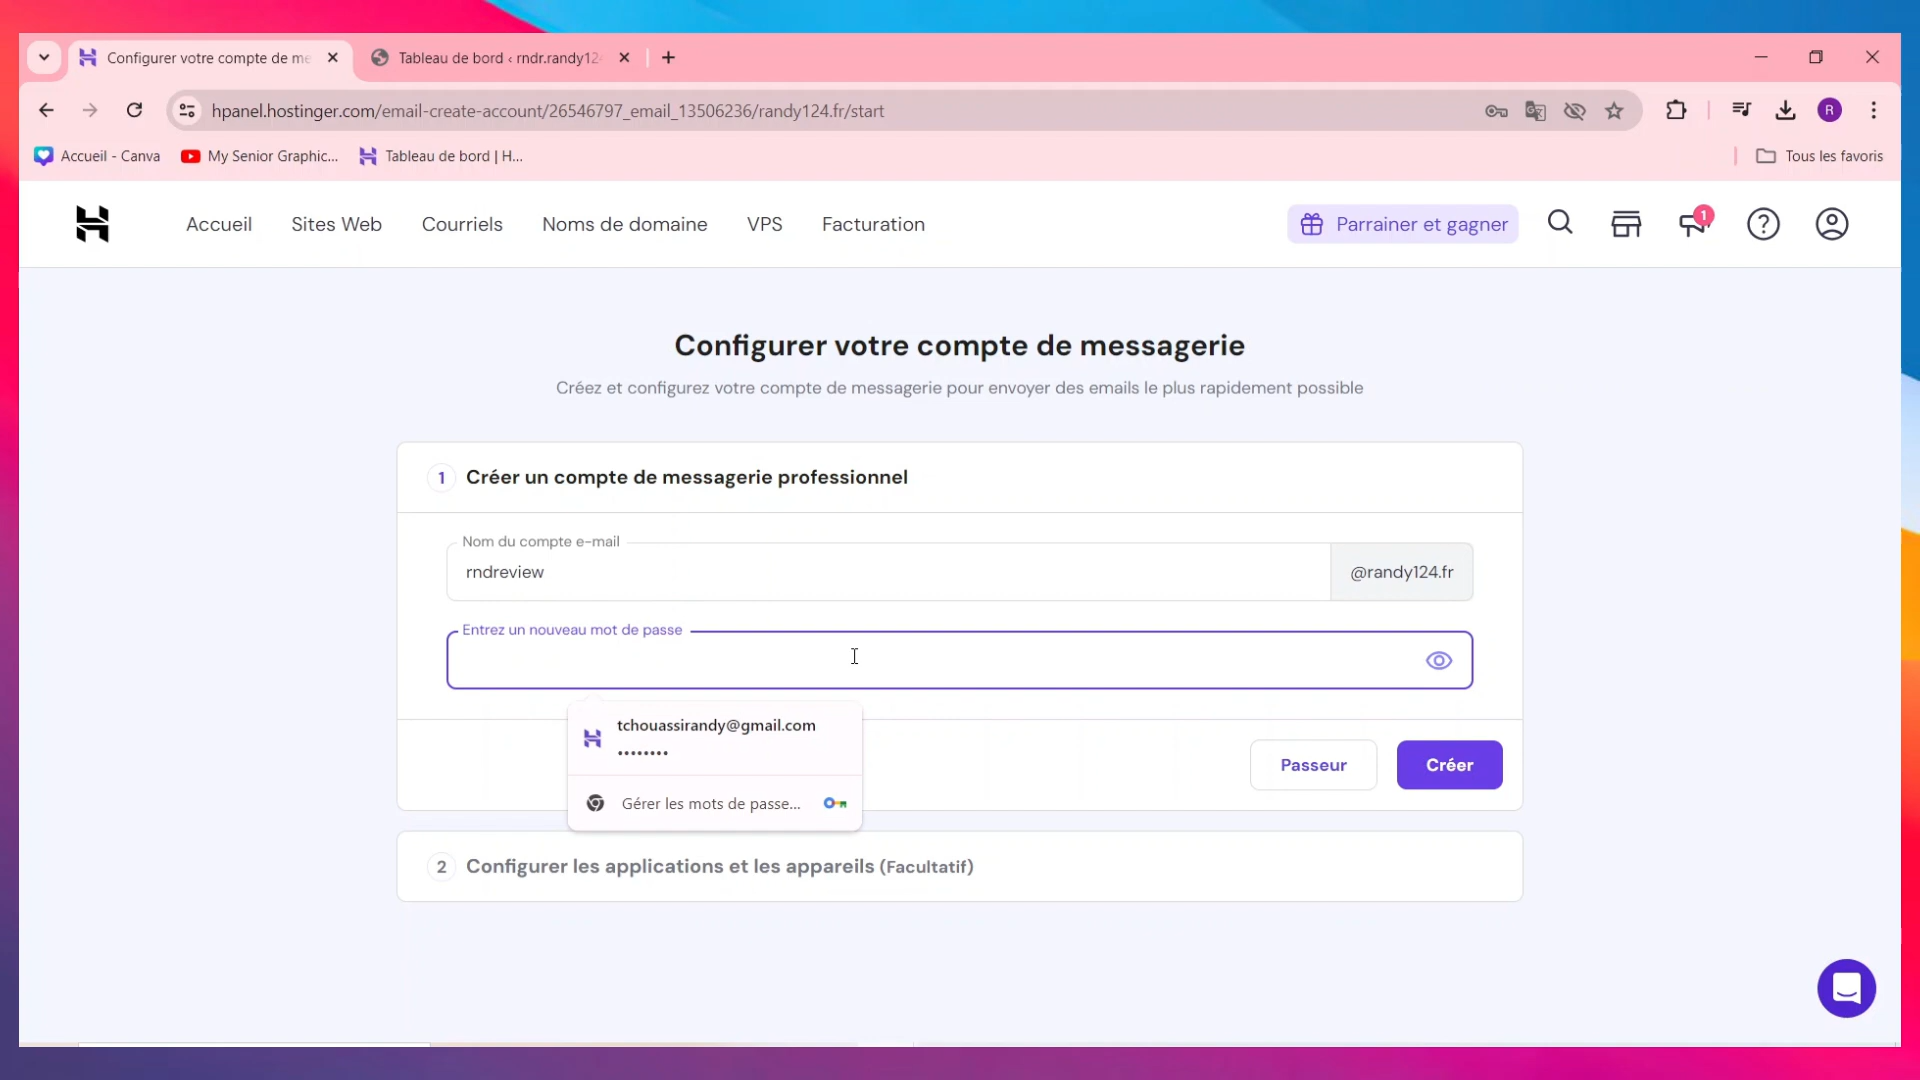 Configurer votre compte de me
Tableau de bord ‹ rndr.randy12
hpanel.hostinger.com/email-create-account/26546797_email_13506236/randy124.fr/start
R
Accueil - Canva
My Senior Graphic...
Tableau de bord | H...
Tous les favoris
Accueil
Sites Web
Courriels
Noms de domaine
VPS
Facturation
Parrainer et gagner
1
Configurer votre compte de messagerie
Créez et configurez votre compte de messagerie pour envoyer des emails le plus rapidement possible
1 Créer un compte de messagerie professionnel
Nom du compte e-mail
rndreview
@randy124.fr
Entrez un nouveau mot de passe
tchouassirandy@gmail.com
••••••••
Gérer les mots de passe...
Passeur
Créer
2 Configurer les applications et les appareils (Facultatif)